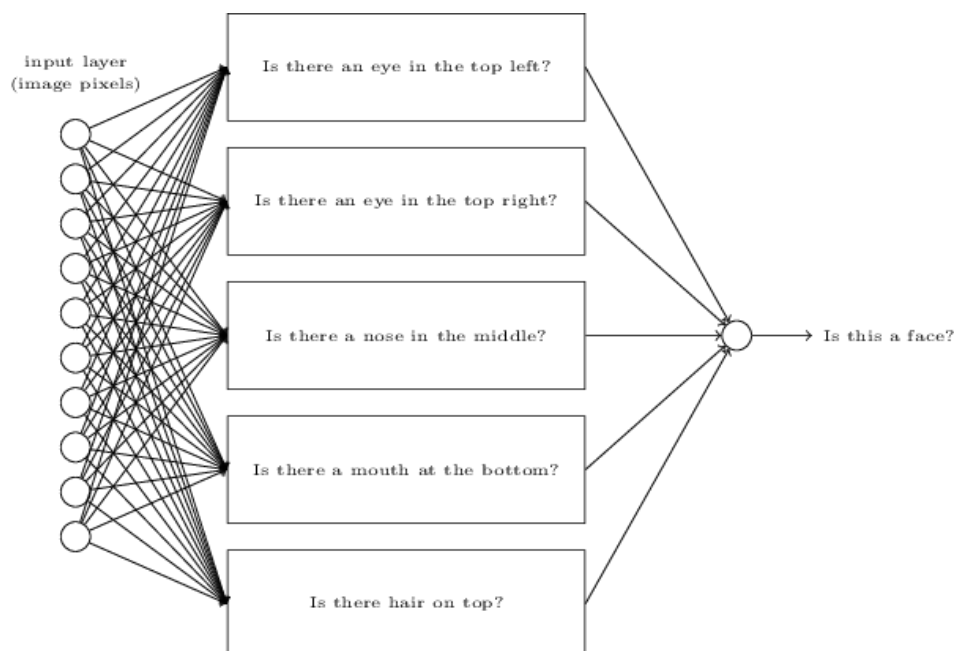 input layer
(image pixels)
Is there an eye in the top left?
Is there an eye in the top right?
Is there a nose in the middle?
Is there a mouth at the bottom?
Is there hair on top?
Is this a face?